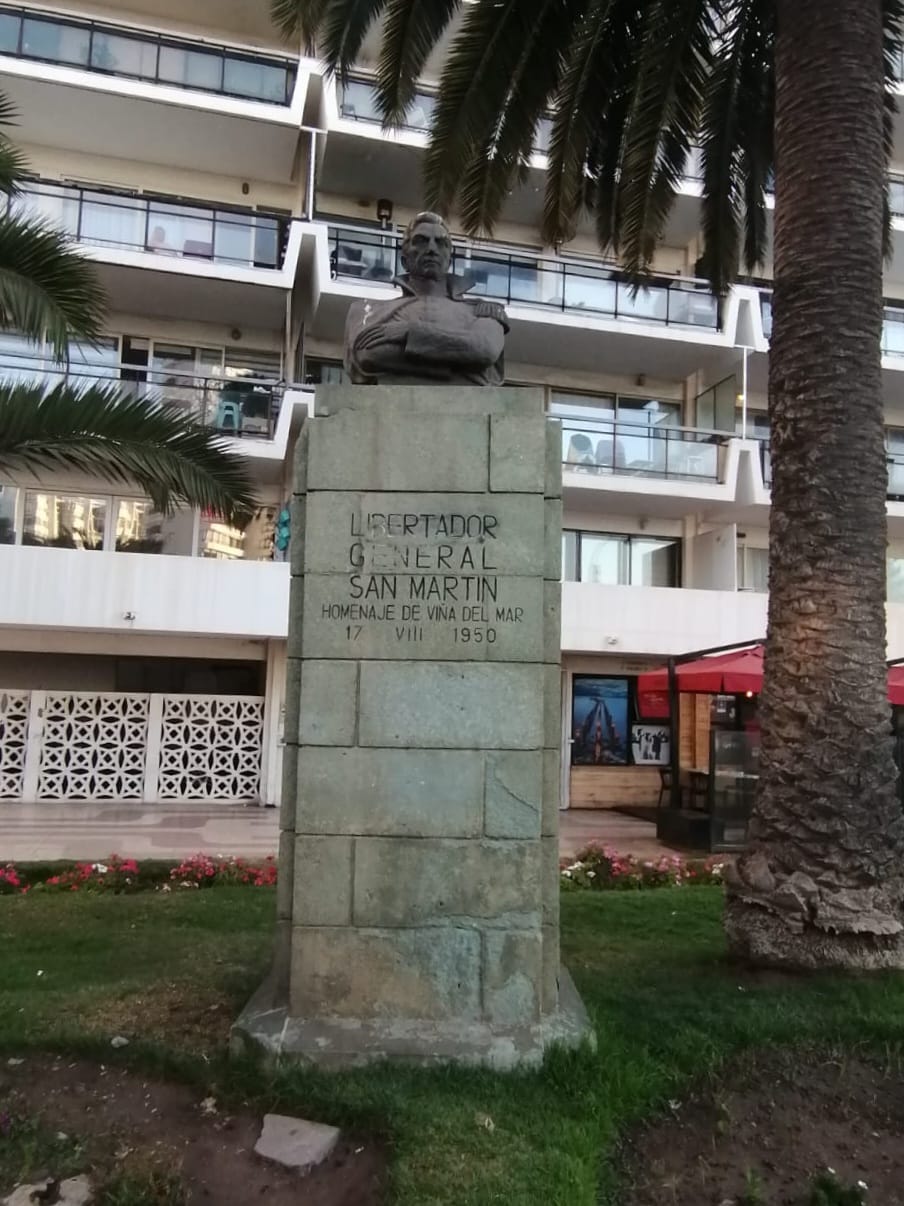 LIBERTADOR
GENERAL
SAN MARTIN
HOMENAJE DE VIÑA DEL MAR
17 VIII 1950